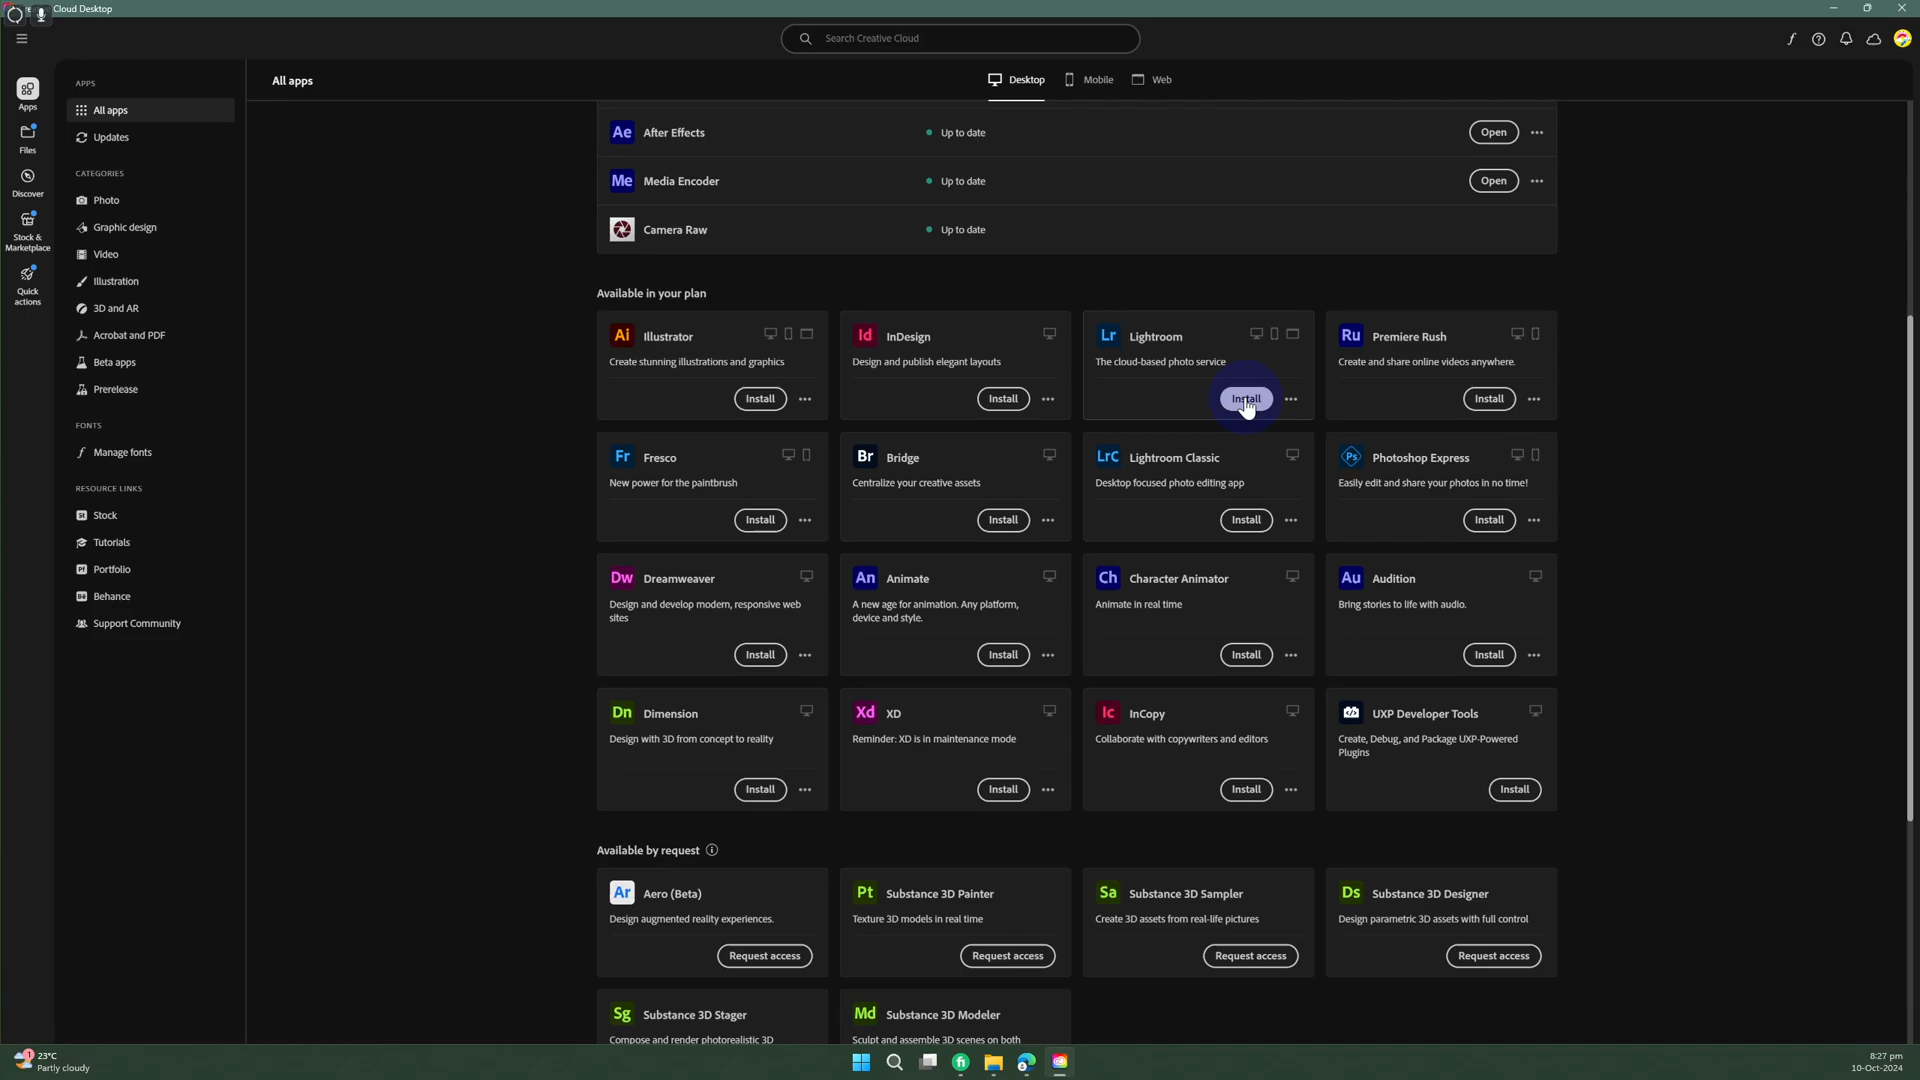 Cloud Desktop
Search Creative Cloud
Apps
Files
Discover
Stock &
Marketplace
Quick
actions
APPS
All apps
Updates
CATEGORIES
Photo
Graphic design
Video
Illustration
3D and AR
Acrobat and PDF
Beta apps
Prerelease
FONTS
Manage fonts
RESOURCE LINKS
St Stock
Tutorials
Pf Portfolio
Bē Behance
Support Community
All apps
Desktop
Mobile
Web
Ae After Effects Up to date Open
Me Media Encoder Up to date Open
Camera Raw Up to date
Available in your plan
Ai Illustrator
Create stunning illustrations and graphics
Install
Id InDesign
Design and publish elegant layouts
Install
Lr Lightroom
The cloud-based photo service
Install
Ru Premiere Rush
Create and share online videos anywhere.
Install
Fr Fresco
New power for the paintbrush
Install
Br Bridge
Centralize your creative assets
Install
LrC Lightroom Classic
Desktop focused photo editing app
Install
Ps Photoshop Express
Easily edit and share your photos in no time!
Install
Dw Dreamweaver
Design and develop modern, responsive web
sites
Install
An Animate
A new age for animation. Any platform,
device and style.
Install
Ch Character Animator
Animate in real time
Install
Au Audition
Bring stories to life with audio.
Install
Dn Dimension
Design with 3D from concept to reality
Install
Xd XD
Reminder: XD is in maintenance mode
Install
Ic InCopy
Collaborate with copywriters and editors
Install
UXP Developer Tools
Create, Debug, and Package UXP-Powered
Plugins
Install
Available by request
Ar Aero (Beta)
Design augmented reality experiences.
Request access
Pt Substance 3D Painter
Texture 3D models in real time
Request access
Sa Substance 3D Sampler
Create 3D assets from real-life pictures
Request access
Ds Substance 3D Designer
Design parametric 3D assets with full control
Request access
Sg Substance 3D Stager
Compose and render photorealistic 3D
Md Substance 3D Modeler
Sculpt and assemble 3D scenes on both
1
23°C
Partly cloudy
fi
8:27 pm
10-Oct-2024